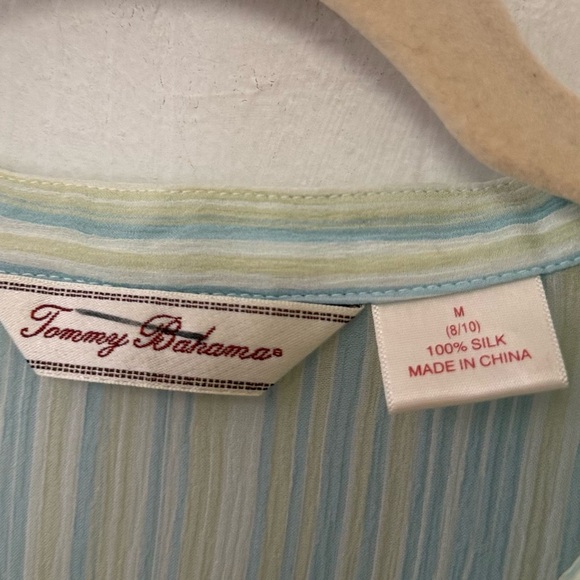 Tommy Bahama®
M
(8/10)
100% SILK
MADE IN CHINA